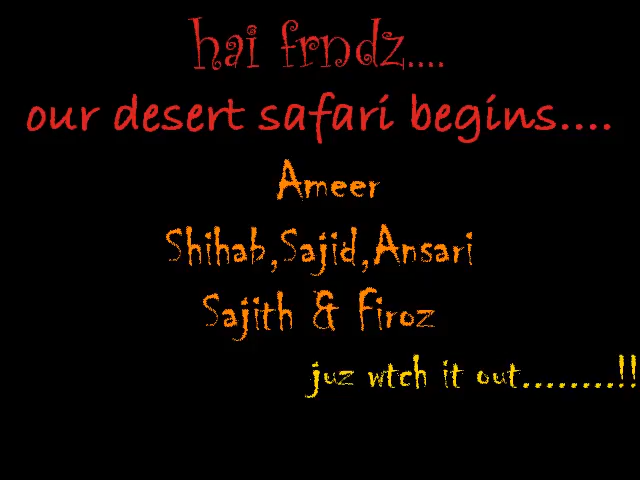 hai frndz....
our desert safari begins....
Ameer
Shihab,Sajid,Ansari
Sajith & Firoz
juz wtch it out........!!